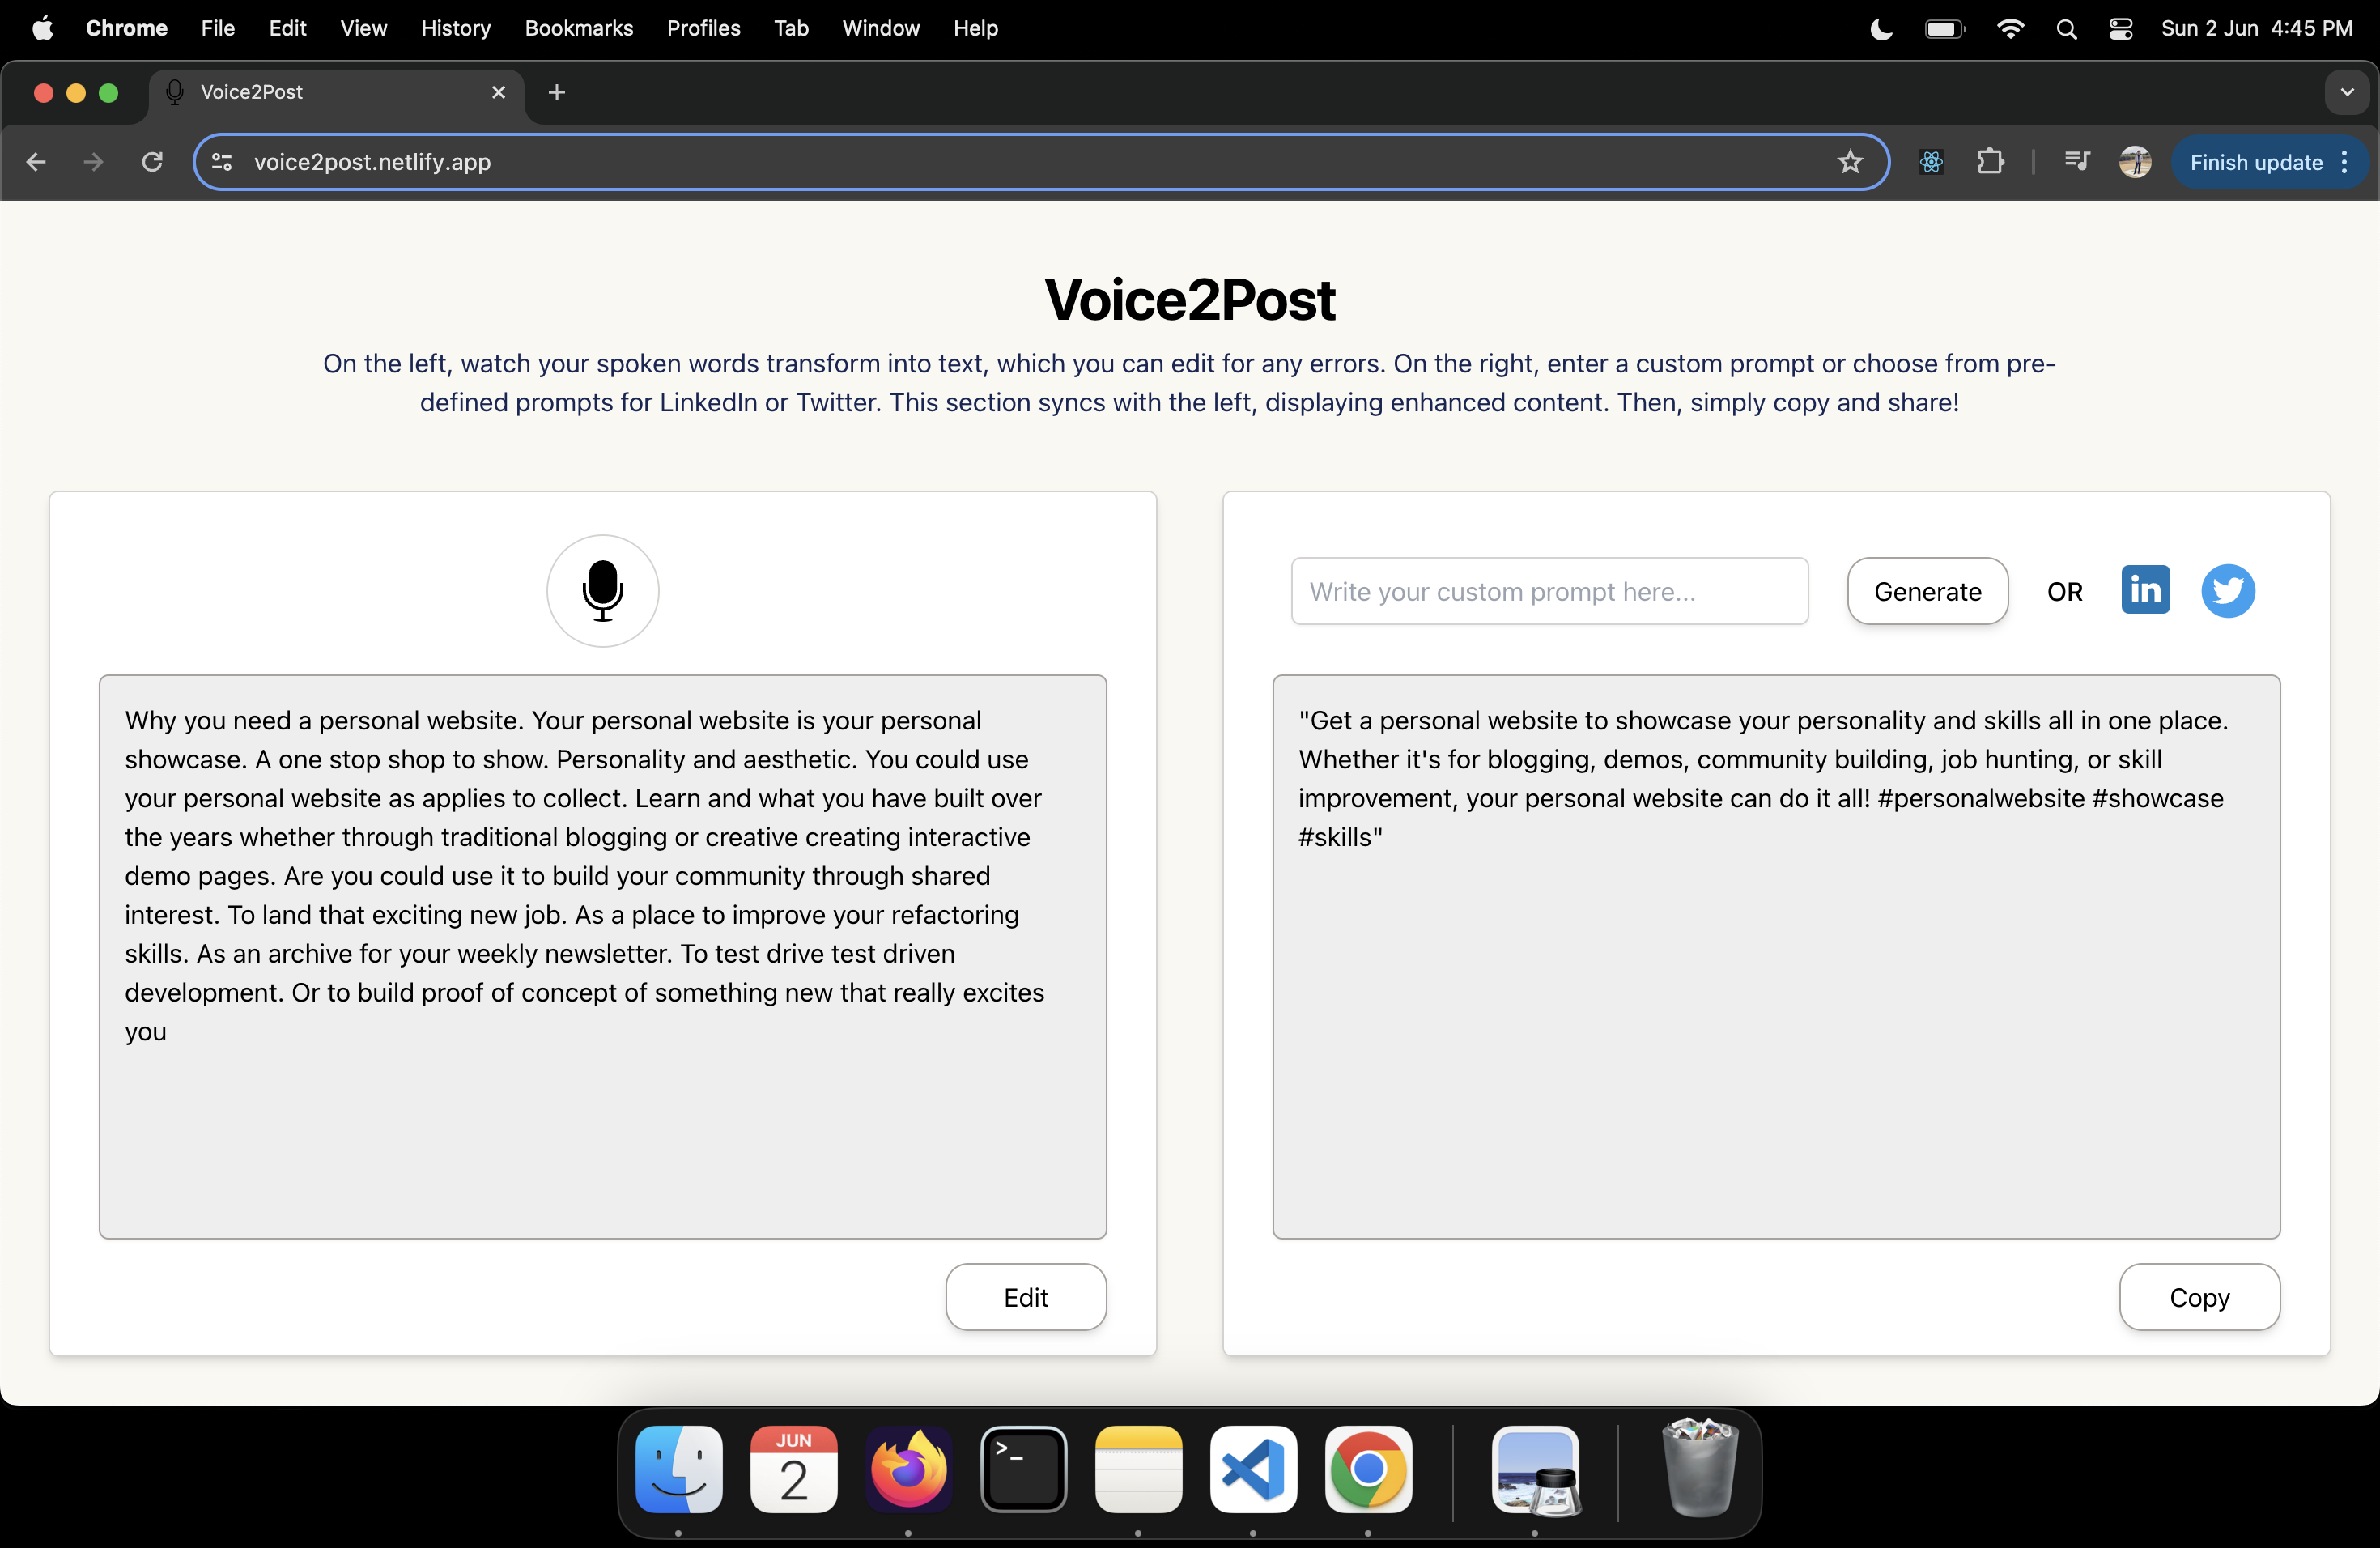 Chrome File Edit View History Bookmarks Profiles Tab Window Help Sun 2 Jun 4:45 PM
Voice2Post
voice2post.netlify.app Finish update
Voice2Post
On the left, watch your spoken words transform into text, which you can edit for any errors. On the right, enter a custom prompt or choose from pre-
defined prompts for LinkedIn or Twitter. This section syncs with the left, displaying enhanced content. Then, simply copy and share!
Why you need a personal website. Your personal website is your personal
showcase. A one stop shop to show. Personality and aesthetic. You could use
your personal website as applies to collect. Learn and what you have built over
the years whether through traditional blogging or creative creating interactive
demo pages. Are you could use it to build your community through shared
interest. To land that exciting new job. As a place to improve your refactoring
skills. As an archive for your weekly newsletter. To test drive test driven
development. Or to build proof of concept of something new that really excites
you
Edit
Write your custom prompt here... Generate OR in
"Get a personal website to showcase your personality and skills all in one place.
Whether it's for blogging, demos, community building, job hunting, or skill
improvement, your personal website can do it all! #personalwebsite #showcase
#skills"
Copy
JUN
2
>_